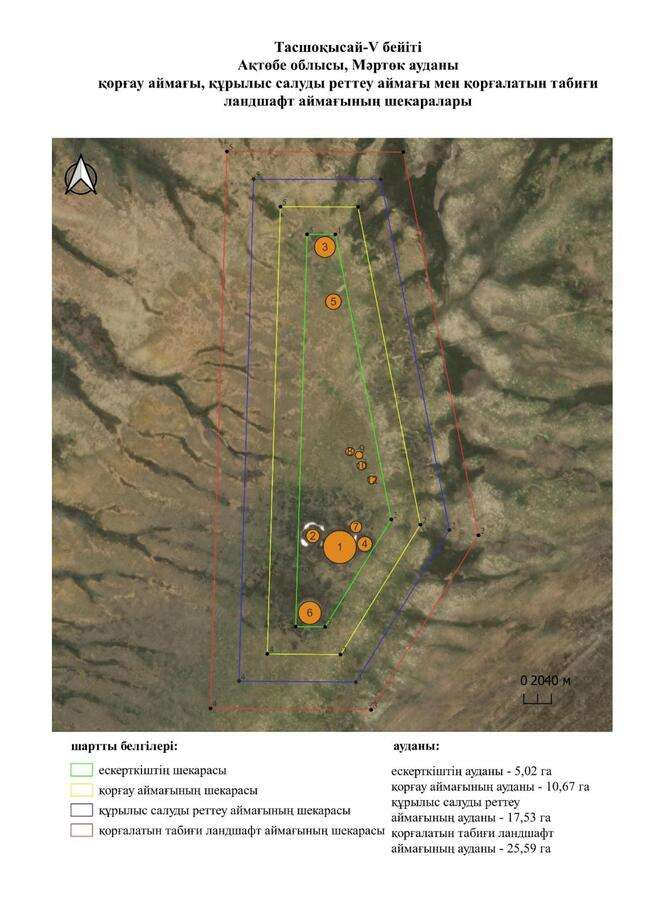 Тасшоқысай-V бейіті
Ақтөбе облысы, Мәртөк ауданы
қорғау аймағы, құрылыс салуды реттеу аймағы мен қорғалатын табиғи
ландшафт аймағының шекаралары
3
5
7
2
1
4
6
0 2040 м
шартты белгілері:
ескерткіштің шекарасы
қорғау аймағының шекарасы
құрылыс салуды реттеу аймағының шекарасы
қорғалатын табиғи ландшафт аймағының шекарасы
ауданы:
ескерткіштің ауданы - 5,02 га
қорғау аймағының ауданы - 10,67 га
құрылыс салуды реттеу
аймағының ауданы - 17,53 га
қорғалатын табиғи ландшафт
аймағының ауданы - 25,59 га